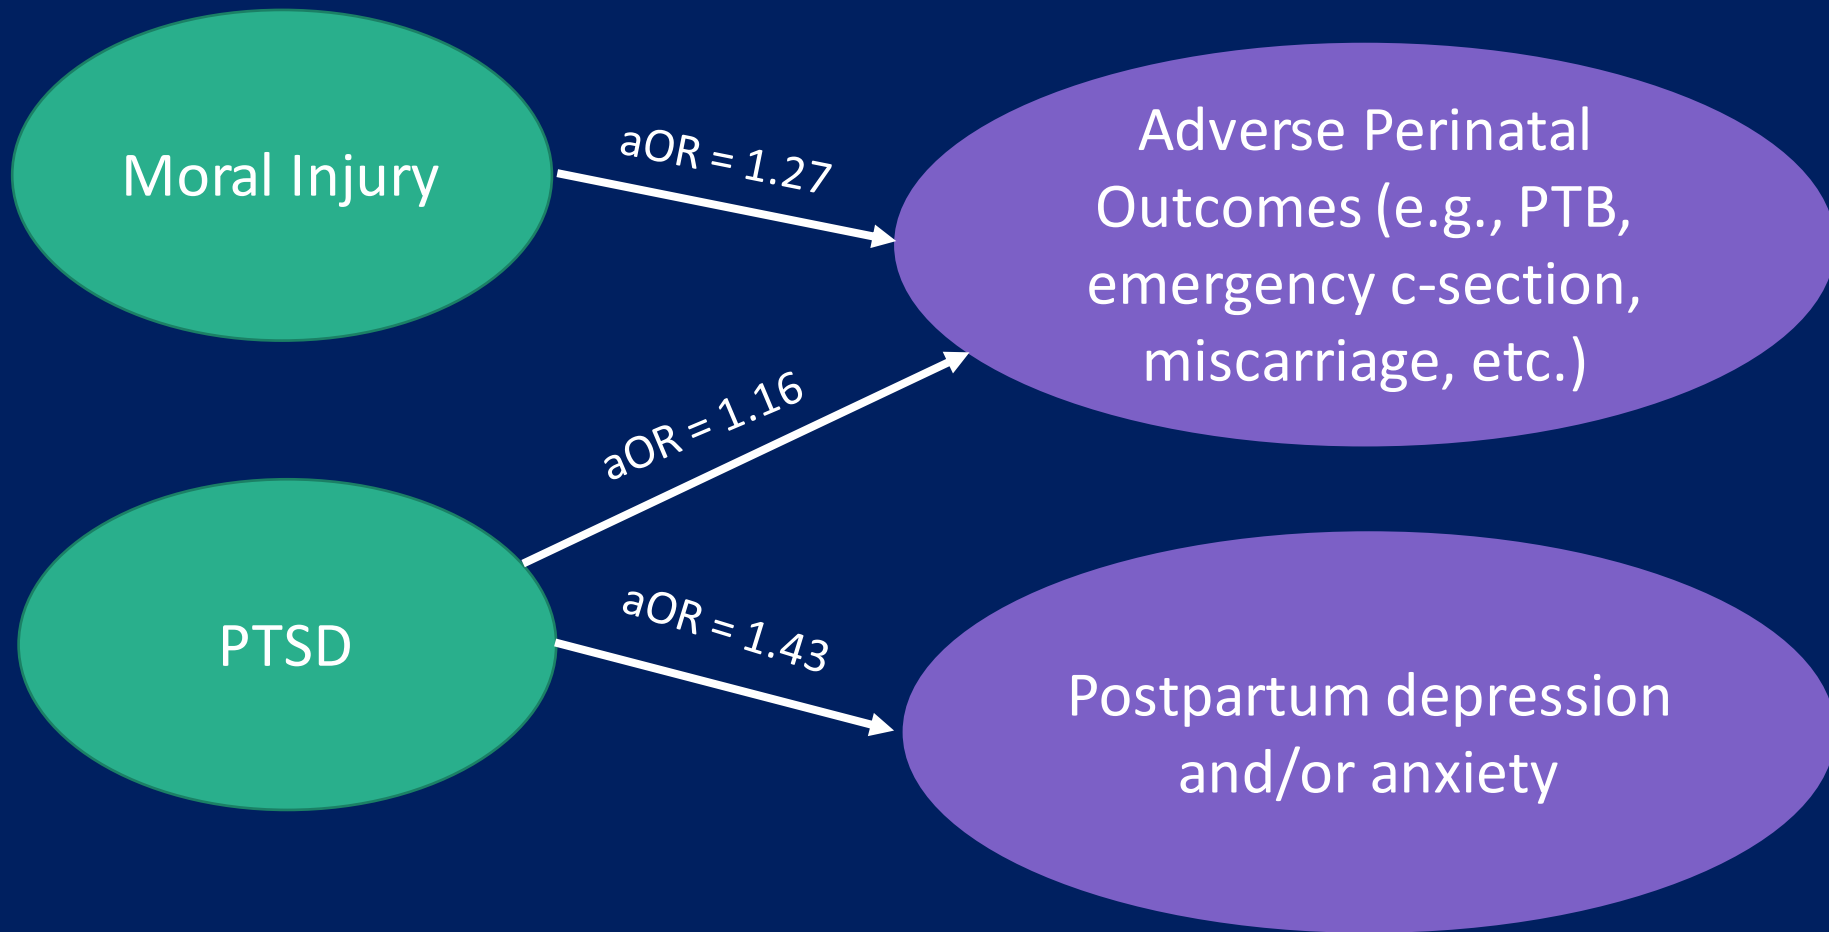 Moral Injury
aOR = 1.27
Adverse Perinatal
Outcomes (e.g., PTB,
emergency c-section,
miscarriage, etc.)
aOR = 1.16
PTSD
aOR = 1.43
Postpartum depression
and/or anxiety